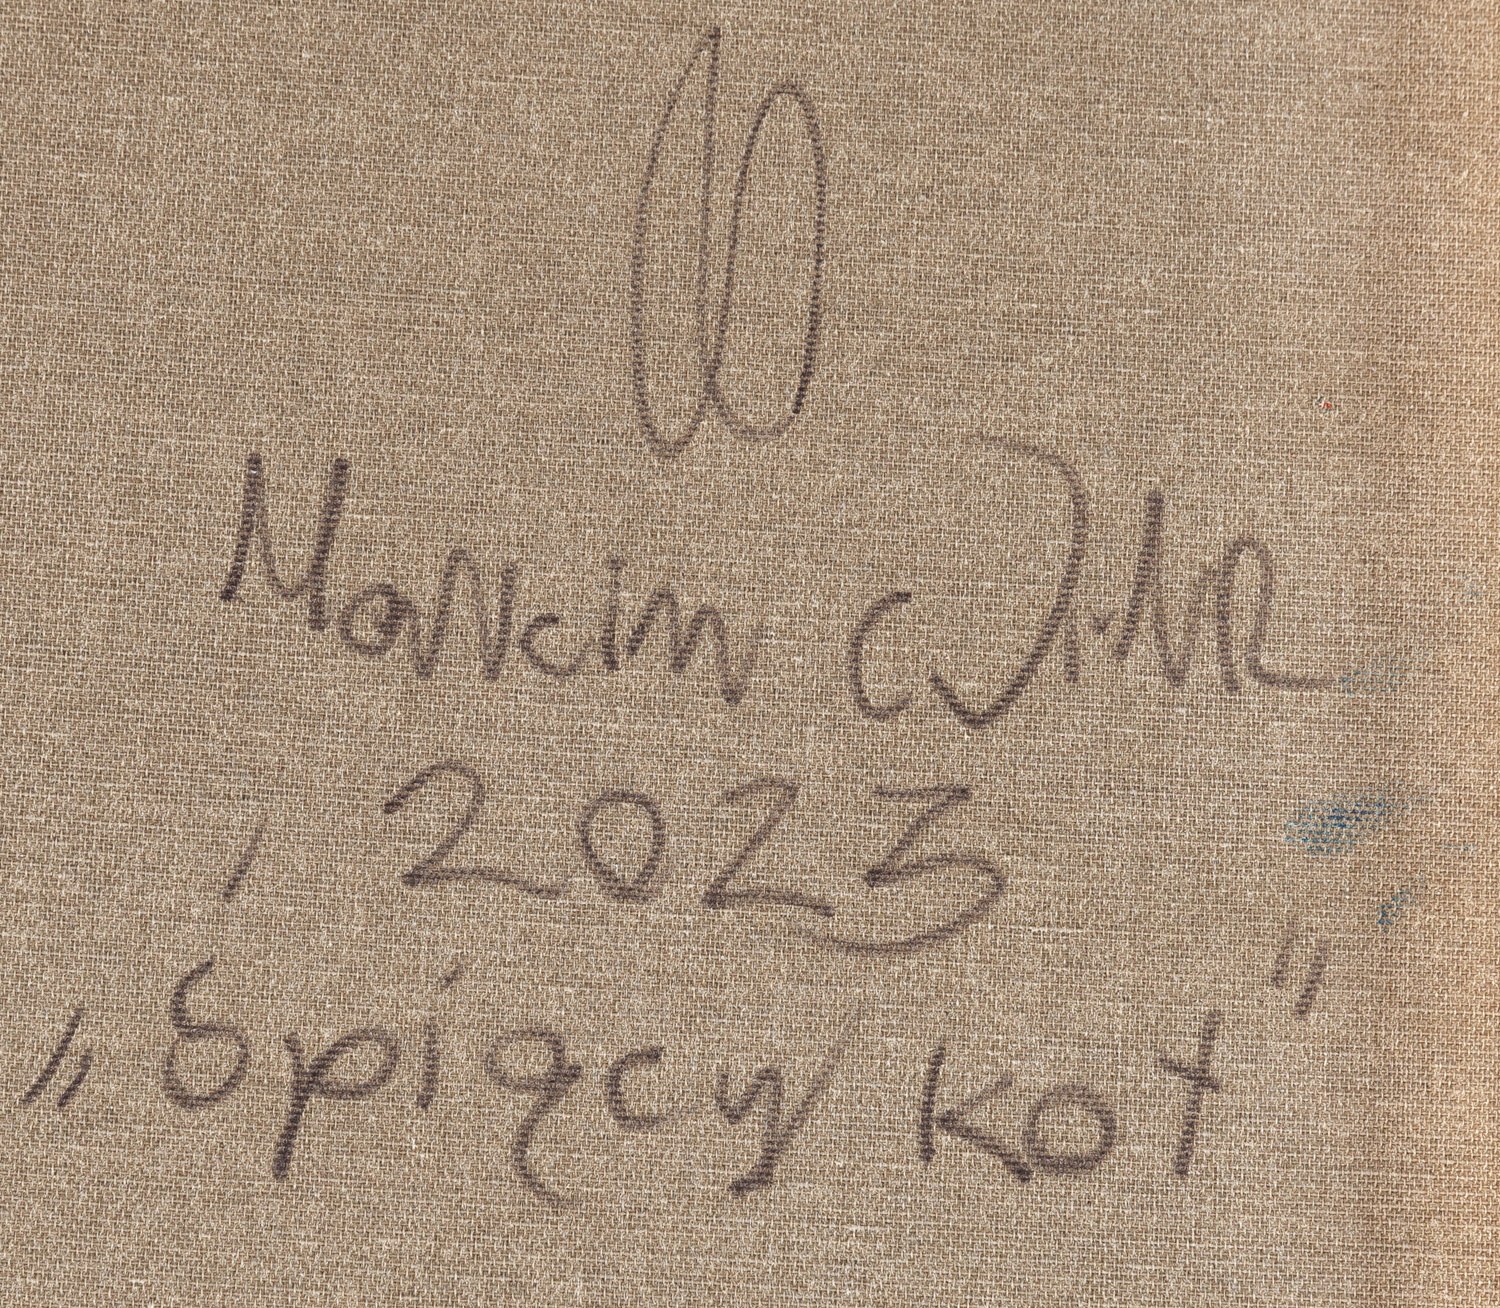 Marcin
2023
„Śpiący kot”